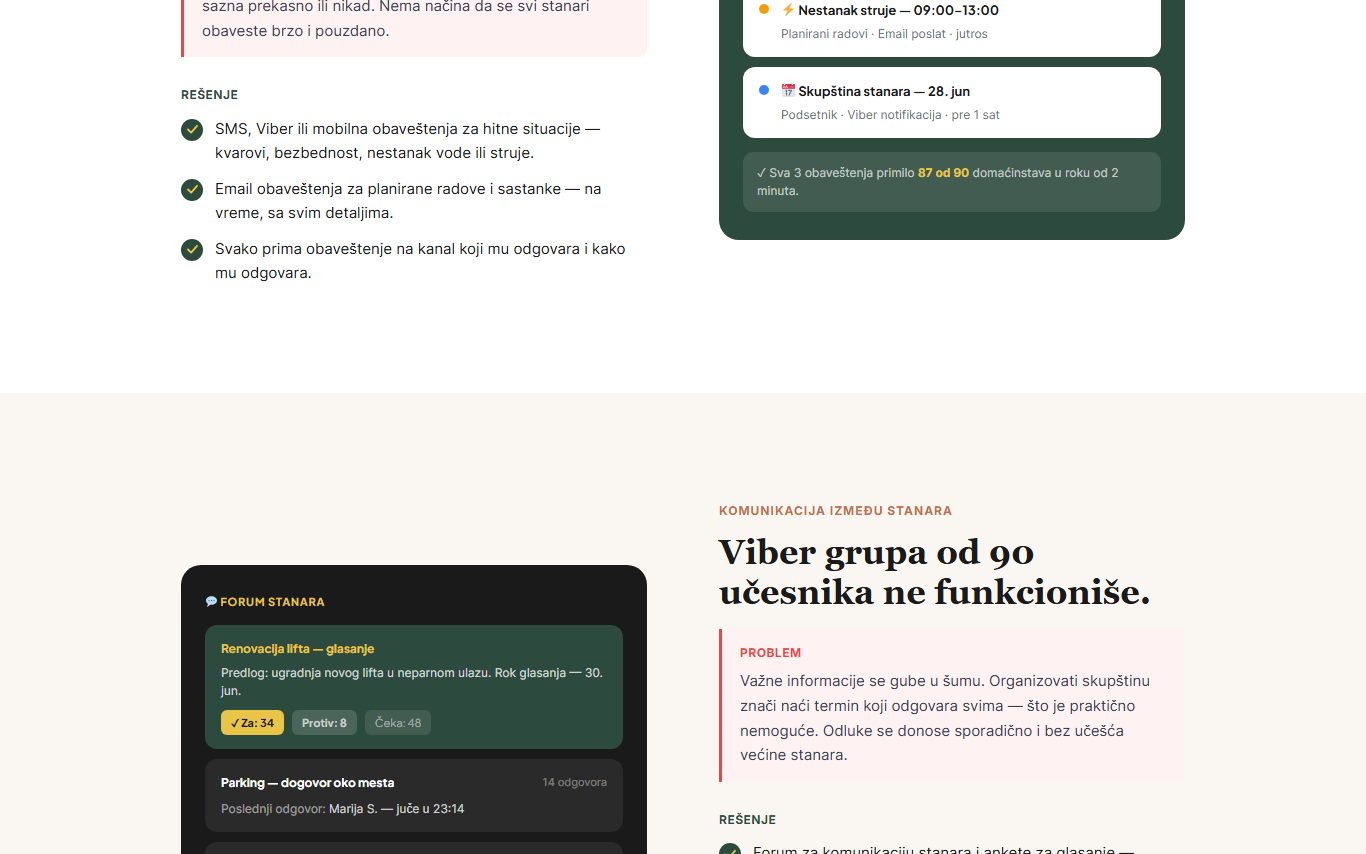 sazna prekasno ili nikad. Nema načina da se svi stanari
obaveste brzo i pouzdano.
REŠENJE
SMS, Viber ili mobilna obaveštenja za hitne situacije —
kvarovi, bezbednost, nestanak vode ili struje.
Email obaveštenja za planirane radove i sastanke — na
vreme, sa svim detaljima.
Svako prima obaveštenje na kanal koji mu odgovara i kako
mu odgovara.
⚡ Nestanak struje — 09:00–13:00
Planirani radovi · Email poslat · jutros
📅 Skupština stanara — 28. jun
Podsetnik · Viber notifikacija · pre 1 sat
✓ Sva 3 obaveštenja primilo 87 od 90 domaćinstava u roku od 2
minuta.
💬 FORUM STANARA
Renovacija lifta — glasanje
Predlog: ugradnja novog lifta u neparnom ulazu. Rok glasanja — 30.
jun.
✓ Za: 34 Protiv: 8 Čeka: 48
Parking — dogovor oko mesta 14 odgovora
Poslednji odgovor: Marija S. — juče u 23:14
KOMUNIKACIJA IZMEĐU STANARA
Viber grupa od 90
učesnika ne funkcioniše.
PROBLEM
Važne informacije se gube u šumu. Organizovati skupštinu
znači naći termin koji odgovara svima — što je praktično
nemoguće. Odluke se donose sporadično i bez učešća
većine stanara.
REŠENJE
Forum za komunikaciju stanara i ankete za glasanje —